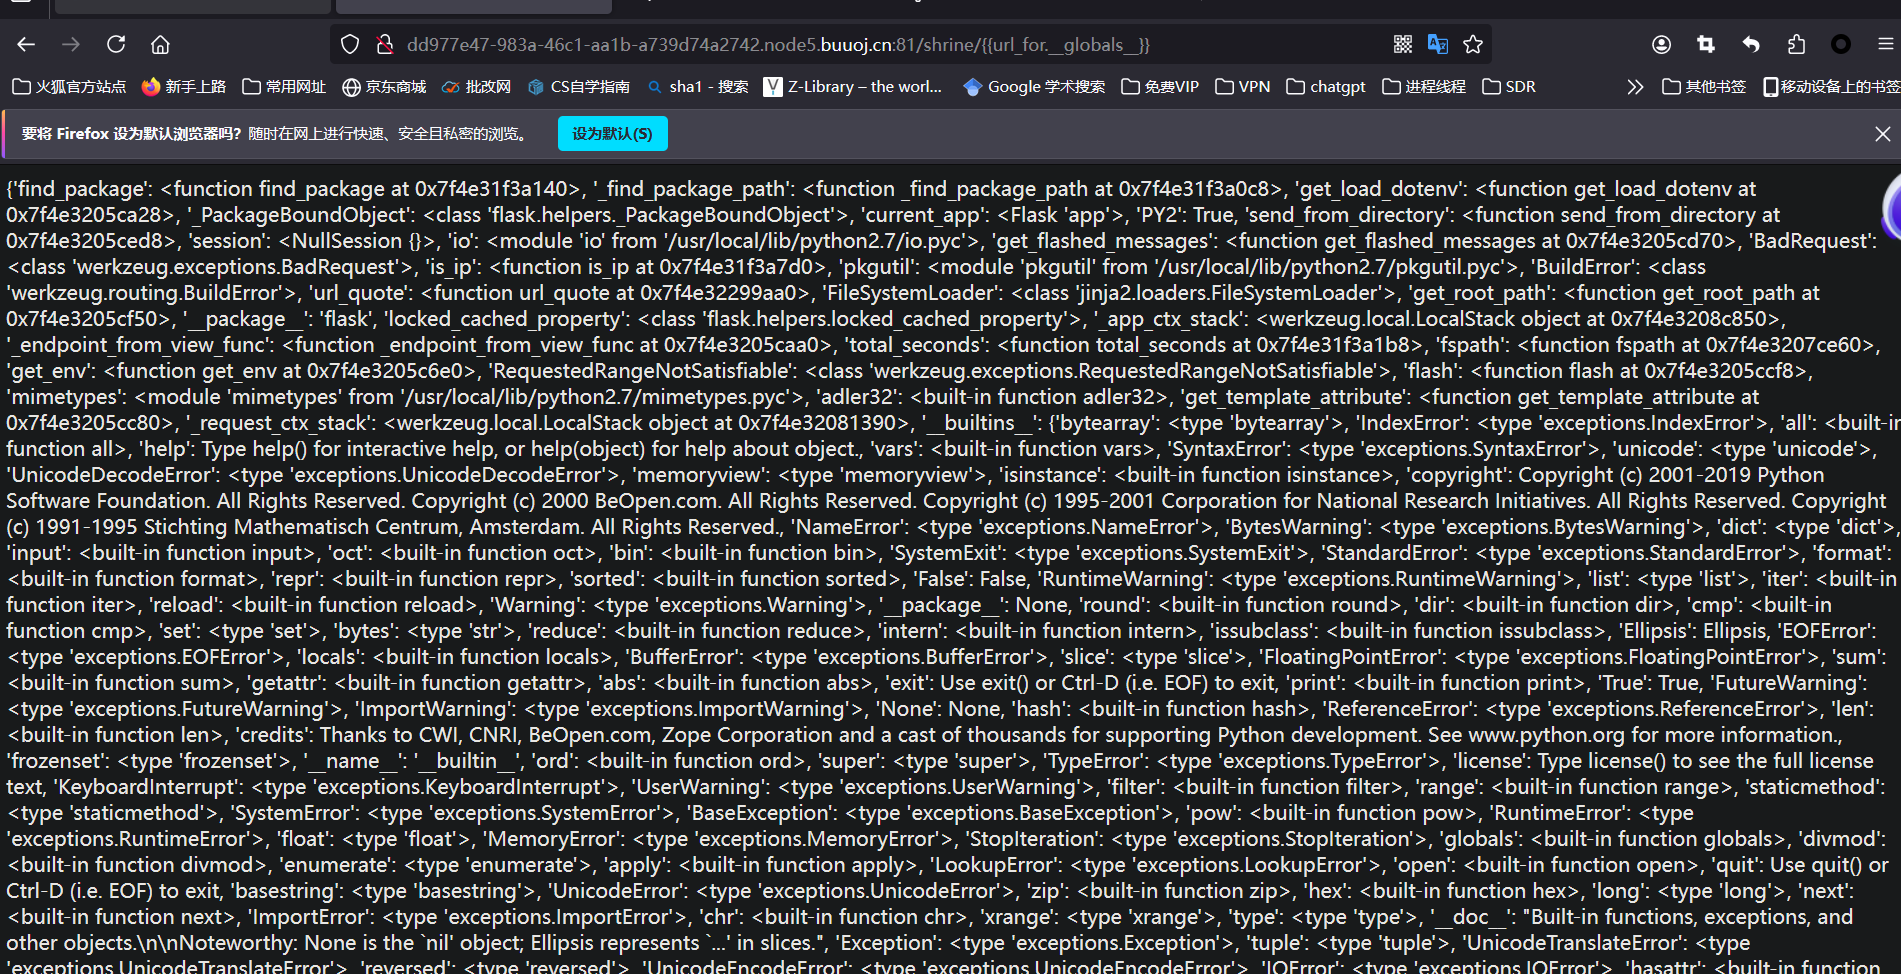 dd977e47-983a-46c1-aa1b-a739d74a2742.node5.buuoj.cn:81/shrine/{{url_for.__globals__}}
火狐官方站点 新手上路 常用网址 京东商城 批改网 CS自学指南 sha1 - 搜索 Z-Library – the worl... Google 学术搜索 免费VIP VPN chatgpt 进程线程 SDR 其他书签 移动设备上的书签
要将 Firefox 设为默认浏览器吗? 随时在网上进行快速、安全且私密的浏览。 设为默认(S)
{'find_package': <function find_package at 0x7f4e31f3a140>, '_find_package_path': <function _find_package_path at 0x7f4e31f3a0c8>, 'get_load_dotenv': <function get_load_dotenv at
0x7f4e3205ca28>, '_PackageBoundObject': <class 'flask.helpers._PackageBoundObject'>, 'current_app': <Flask 'app'>, 'PY2': True, 'send_from_directory': <function send_from_directory at
0x7f4e3205ced8>, 'session': <NullSession {}>, 'io': <module 'io' from '/usr/local/lib/python2.7/io.pyc'>, 'get_flashed_messages': <function get_flashed_messages at 0x7f4e3205cd70>, 'BadRequest':
<class 'werkzeug.exceptions.BadRequest'>, 'is_ip': <function is_ip at 0x7f4e31f3a7d0>, 'pkgutil': <module 'pkgutil' from '/usr/local/lib/python2.7/pkgutil.pyc'>, 'BuildError': <class
'werkzeug.routing.BuildError'>, 'url_quote': <function url_quote at 0x7f4e32299aa0>, 'FileSystemLoader': <class 'jinja2.loaders.FileSystemLoader'>, 'get_root_path': <function get_root_path at
0x7f4e3205cf50>, '__package__': 'flask', 'locked_cached_property': <class 'flask.helpers.locked_cached_property'>, '_app_ctx_stack': <werkzeug.local.LocalStack object at 0x7f4e3208c850>,
'_endpoint_from_view_func': <function _endpoint_from_view_func at 0x7f4e3205caa0>, 'total_seconds': <function total_seconds at 0x7f4e31f3a1b8>, 'fspath': <function fspath at 0x7f4e3207ce60>,
'get_env': <function get_env at 0x7f4e3205c6e0>, 'RequestedRangeNotSatisfiable': <class 'werkzeug.exceptions.RequestedRangeNotSatisfiable'>, 'flash': <function flash at 0x7f4e3205ccf8>,
'mimetypes': <module 'mimetypes' from '/usr/local/lib/python2.7/mimetypes.pyc'>, 'adler32': <built-in function adler32>, 'get_template_attribute': <function get_template_attribute at
0x7f4e3205cc80>, '_request_ctx_stack': <werkzeug.local.LocalStack object at 0x7f4e32081390>, '__builtins__': {'bytearray': <type 'bytearray'>, 'IndexError': <type 'exceptions.IndexError'>, 'all': <built-in
function all>, 'help': Type help() for interactive help, or help(object) for help about object., 'vars': <built-in function vars>, 'SyntaxError': <type 'exceptions.SyntaxError'>, 'unicode': <type 'unicode'>,
'UnicodeDecodeError': <type 'exceptions.UnicodeDecodeError'>, 'memoryview': <type 'memoryview'>, 'isinstance': <built-in function isinstance>, 'copyright': Copyright (c) 2001-2019 Python
Software Foundation. All Rights Reserved. Copyright (c) 2000 BeOpen.com. All Rights Reserved. Copyright (c) 1995-2001 Corporation for National Research Initiatives. All Rights Reserved. Copyright
(c) 1991-1995 Stichting Mathematisch Centrum, Amsterdam. All Rights Reserved., 'NameError': <type 'exceptions.NameError'>, 'BytesWarning': <type 'exceptions.BytesWarning'>, 'dict': <type 'dict'>,
'input': <built-in function input>, 'oct': <built-in function oct>, 'bin': <built-in function bin>, 'SystemExit': <type 'exceptions.SystemExit'>, 'StandardError': <type 'exceptions.StandardError'>, 'format':
<built-in function format>, 'repr': <built-in function repr>, 'sorted': <built-in function sorted>, 'False': False, 'RuntimeWarning': <type 'exceptions.RuntimeWarning'>, 'list': <type 'list'>, 'iter': <built-in
function iter>, 'reload': <built-in function reload>, 'Warning': <type 'exceptions.Warning'>, '__package__': None, 'round': <built-in function round>, 'dir': <built-in function dir>, 'cmp': <built-in
function cmp>, 'set': <type 'set'>, 'bytes': <type 'str'>, 'reduce': <built-in function reduce>, 'intern': <built-in function intern>, 'issubclass': <built-in function issubclass>, 'Ellipsis': Ellipsis, 'EOFError':
<type 'exceptions.EOFError'>, 'locals': <built-in function locals>, 'BufferError': <type 'exceptions.BufferError'>, 'slice': <type 'slice'>, 'FloatingPointError': <type 'exceptions.FloatingPointError'>, 'sum':
<built-in function sum>, 'getattr': <built-in function getattr>, 'abs': <built-in function abs>, 'exit': Use exit() or Ctrl-D (i.e. EOF) to exit, 'print': <built-in function print>, 'True': True, 'FutureWarning':
<type 'exceptions.FutureWarning'>, 'ImportWarning': <type 'exceptions.ImportWarning'>, 'None': None, 'hash': <built-in function hash>, 'ReferenceError': <type 'exceptions.ReferenceError'>, 'len':
<built-in function len>, 'credits': Thanks to CWI, CNRI, BeOpen.com, Zope Corporation and a cast of thousands for supporting Python development. See www.python.org for more information.,
'frozenset': <type 'frozenset'>, '__name__': '__builtin__', 'ord': <built-in function ord>, 'super': <type 'super'>, 'TypeError': <type 'exceptions.TypeError'>, 'license': Type license() to see the full license
text, 'KeyboardInterrupt': <type 'exceptions.KeyboardInterrupt'>, 'UserWarning': <type 'exceptions.UserWarning'>, 'filter': <built-in function filter>, 'range': <built-in function range>, 'staticmethod':
<type 'staticmethod'>, 'SystemError': <type 'exceptions.SystemError'>, 'BaseException': <type 'exceptions.BaseException'>, 'pow': <built-in function pow>, 'RuntimeError': <type
'exceptions.RuntimeError'>, 'float': <type 'float'>, 'MemoryError': <type 'exceptions.MemoryError'>, 'StopIteration': <type 'exceptions.StopIteration'>, 'globals': <built-in function globals>, 'divmod':
<built-in function divmod>, 'enumerate': <type 'enumerate'>, 'apply': <built-in function apply>, 'LookupError': <type 'exceptions.LookupError'>, 'open': <built-in function open>, 'quit': Use quit() or
Ctrl-D (i.e. EOF) to exit, 'basestring': <type 'basestring'>, 'UnicodeError': <type 'exceptions.UnicodeError'>, 'zip': <built-in function zip>, 'hex': <built-in function hex>, 'long': <type 'long'>, 'next':
<built-in function next>, 'ImportError': <type 'exceptions.ImportError'>, 'chr': <built-in function chr>, 'xrange': <type 'xrange'>, 'type': <type 'type'>, '__doc__': "Built-in functions, exceptions, and
other objects.\n\nNoteworthy: None is the `nil' object; Ellipsis represents `...' in slices.", 'Exception': <type 'exceptions.Exception'>, 'tuple': <type 'tuple'>, 'UnicodeTranslateError': <type
'exceptions.UnicodeTranslateError'>, 'reversed': <type 'reversed'>, 'UnicodeEncodeError': <type 'exceptions.UnicodeEncodeError'>, 'IOError': <type 'exceptions.IOError'>, 'hasattr': <built-in function